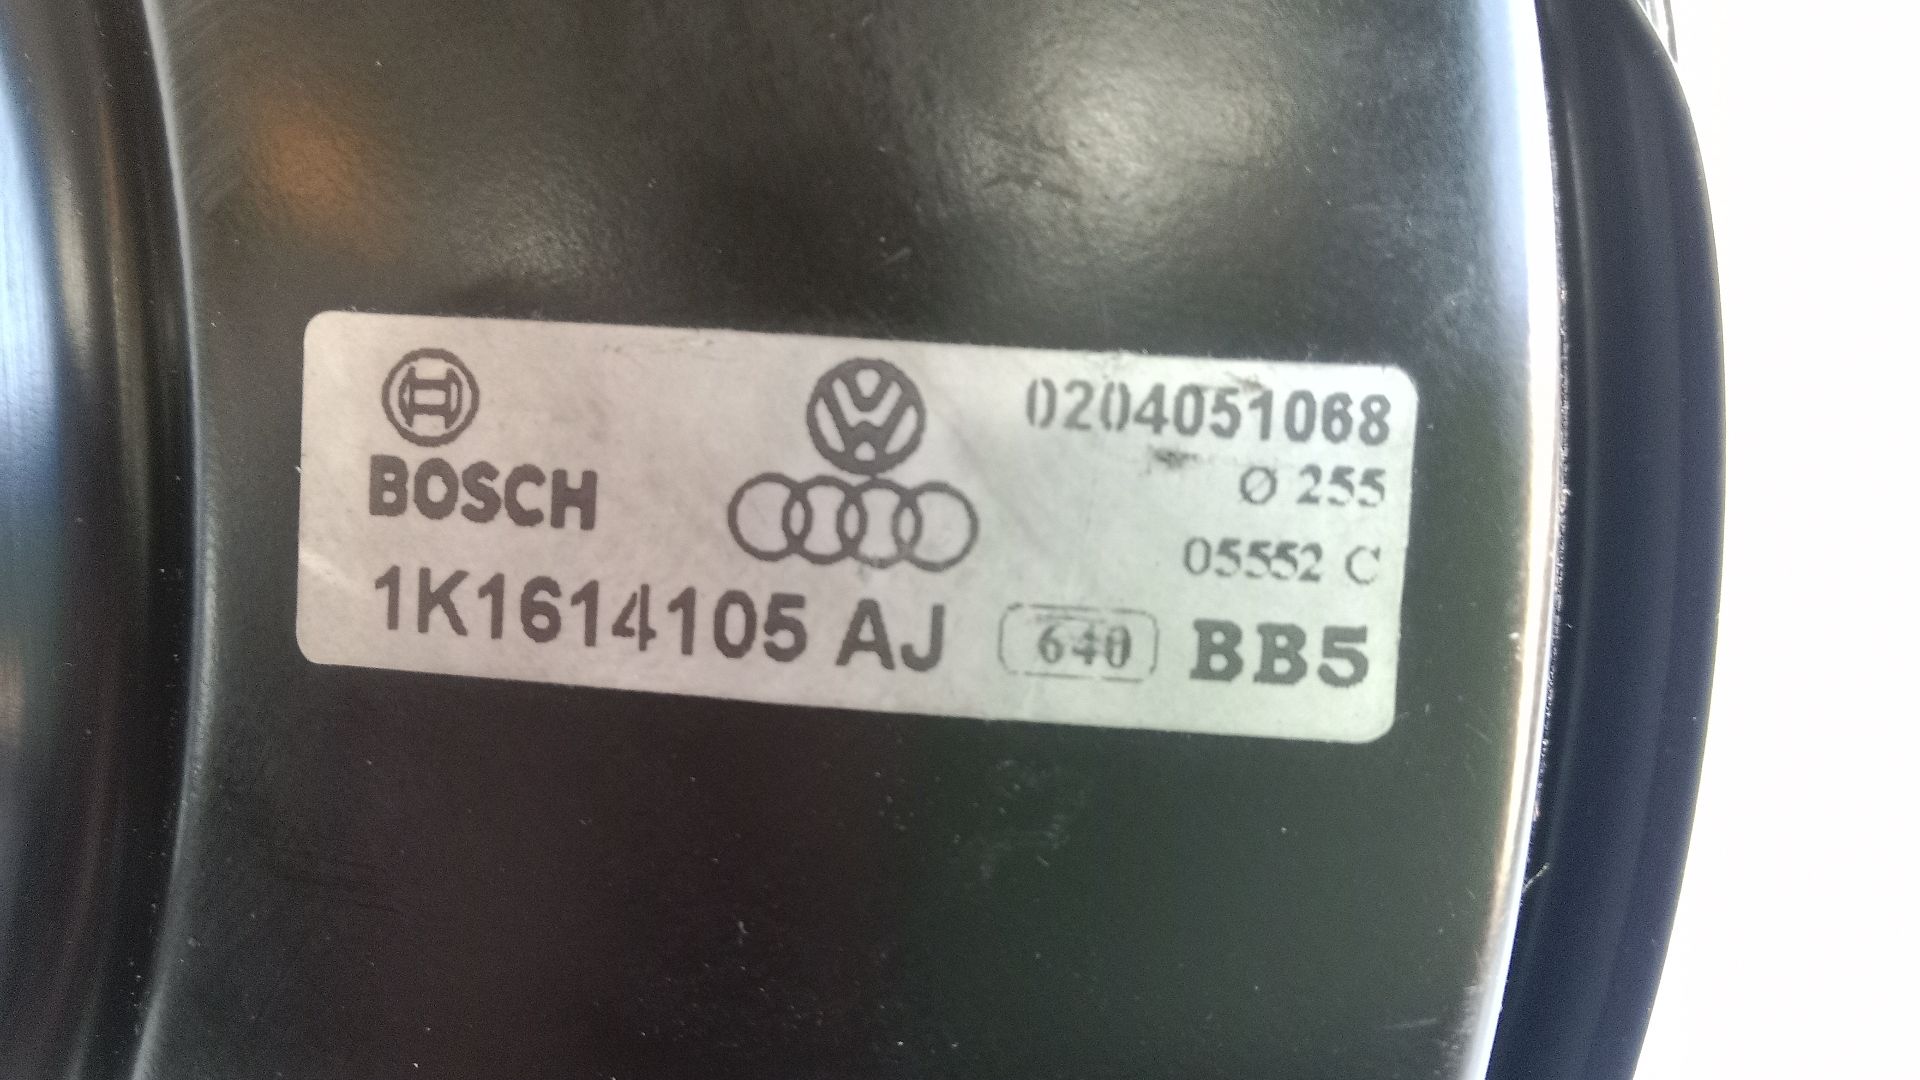 0204051068
Ø 255
BOSCH
05552 C
1K1614105 AJ
640
BB5